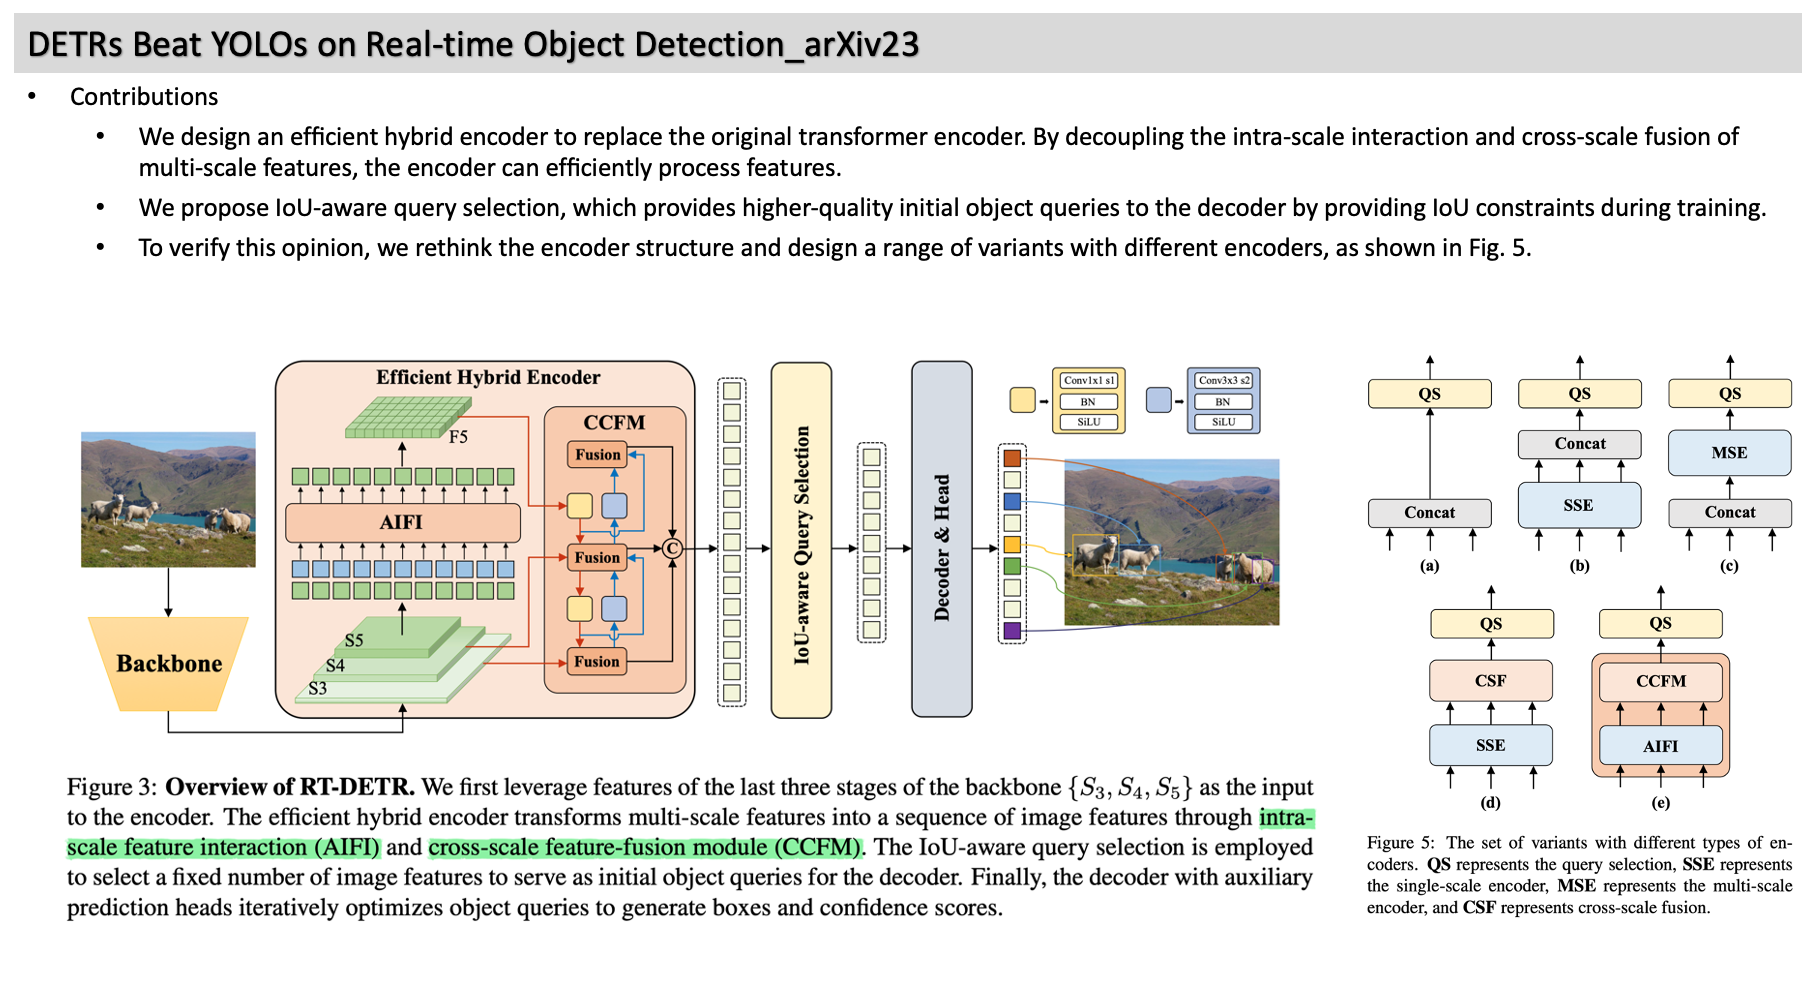 DETRs Beat YOLOs on Real-time Object Detection_arXiv23
• Contributions
• We design an efficient hybrid encoder to replace the original transformer encoder. By decoupling the intra-scale interaction and cross-scale fusion of
multi-scale features, the encoder can efficiently process features.
• We propose IoU-aware query selection, which provides higher-quality initial object queries to the decoder by providing IoU constraints during training.
• To verify this opinion, we rethink the encoder structure and design a range of variants with different encoders, as shown in Fig. 5.
Backbone
Efficient Hybrid Encoder
F5
AIFI
S5
S4
S3
CCFM
Fusion
Fusion
Fusion
C
IoU-aware Query Selection
Decoder & Head
Conv1x1 s1
BN
SiLU
Conv3x3 s2
BN
SiLU
QS
Concat
(a)
QS
Concat
SSE
(b)
QS
MSE
Concat
(c)
QS
CSF
SSE
(d)
QS
CCFM
AIFI
(e)
Figure 3: Overview of RT-DETR. We first leverage features of the last three stages of the backbone {S3, S4, S5} as the input
to the encoder. The efficient hybrid encoder transforms multi-scale features into a sequence of image features through intra-
scale feature interaction (AIFI) and cross-scale feature-fusion module (CCFM). The IoU-aware query selection is employed
to select a fixed number of image features to serve as initial object queries for the decoder. Finally, the decoder with auxiliary
prediction heads iteratively optimizes object queries to generate boxes and confidence scores.
Figure 5: The set of variants with different types of en-
coders. QS represents the query selection, SSE represents
the single-scale encoder, MSE represents the multi-scale
encoder, and CSF represents cross-scale fusion.